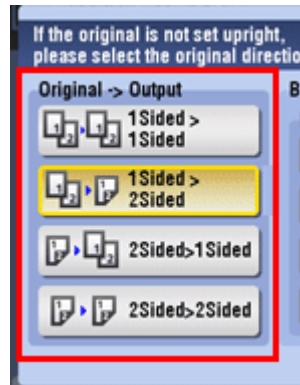 If the original is not set upright,
please select the original directio
Original -> Output
B
1Sided >
1Sided
1Sided >
2Sided
2Sided>1Sided
2Sided>2Sided